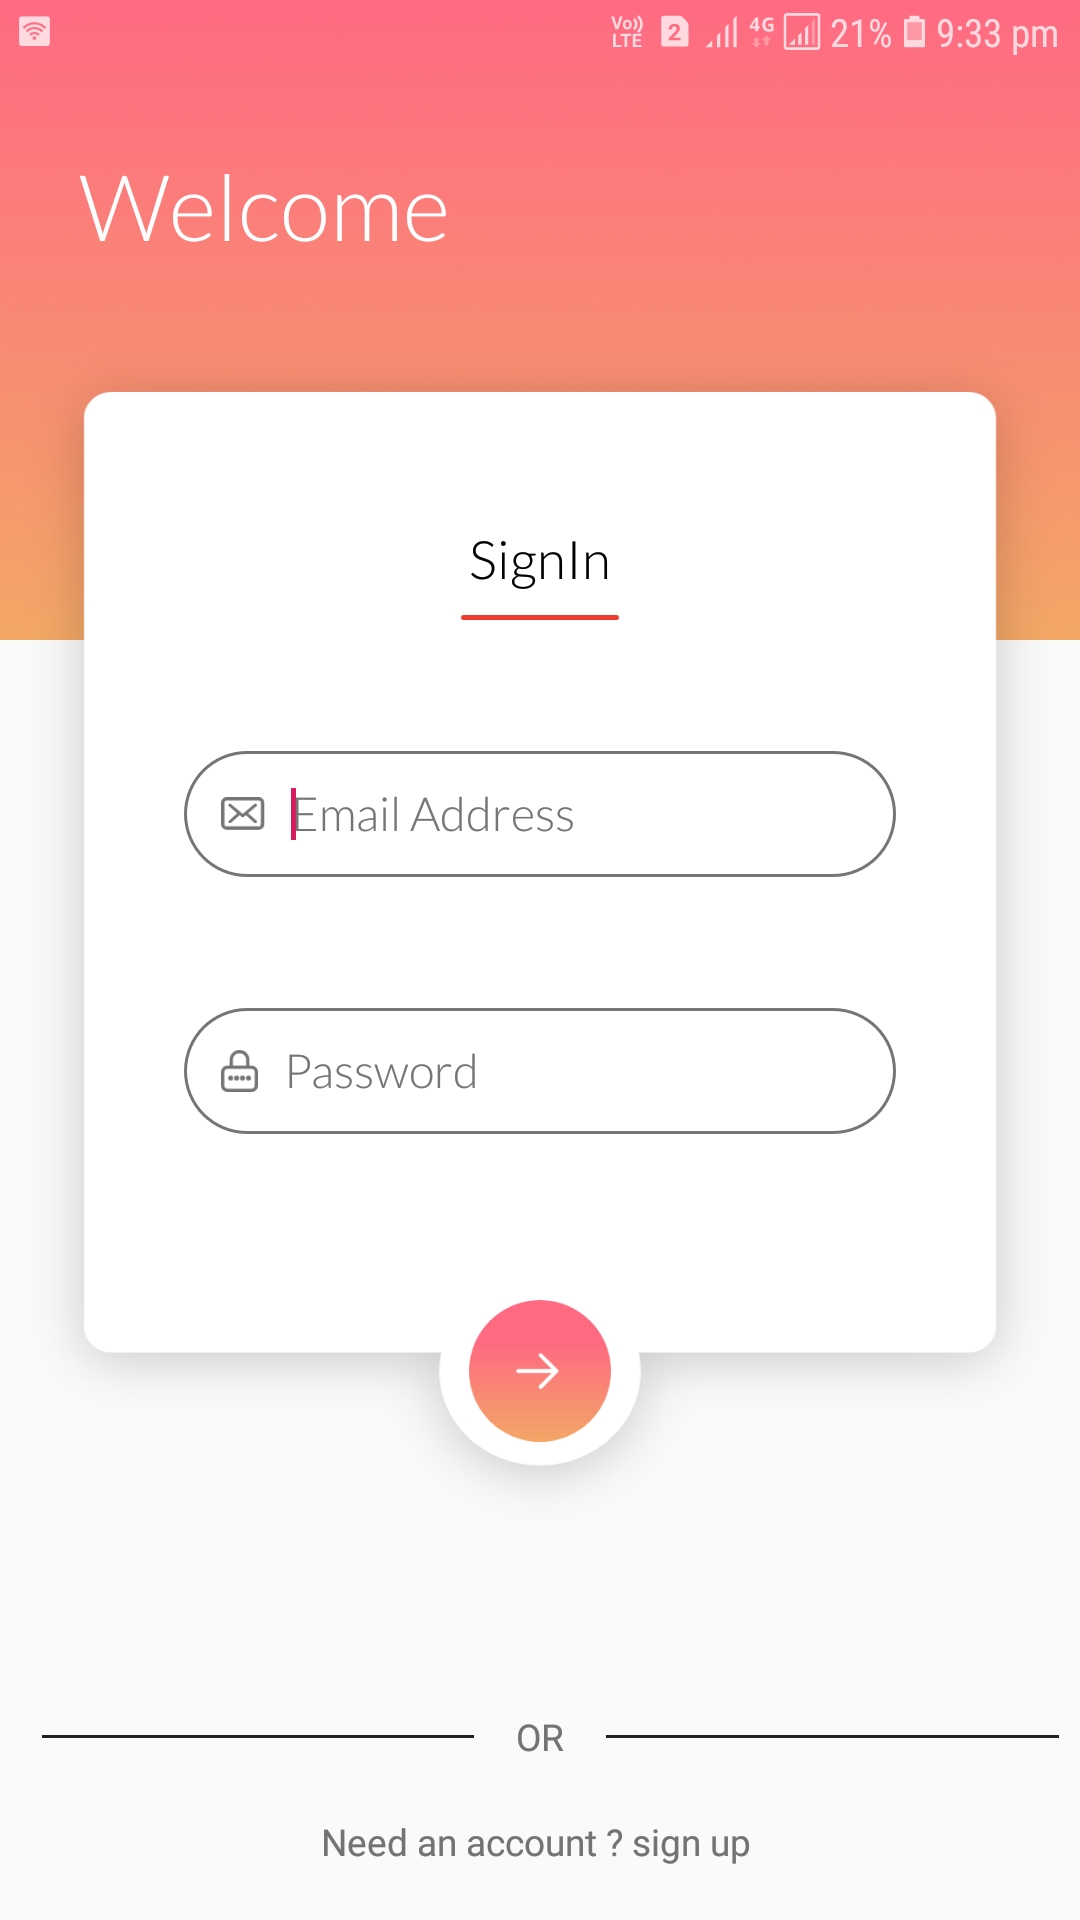 Vo)) LTE 2 4G 21% 9:33 pm
Welcome
SignIn
Email Address
Password
OR
Need an account ? sign up